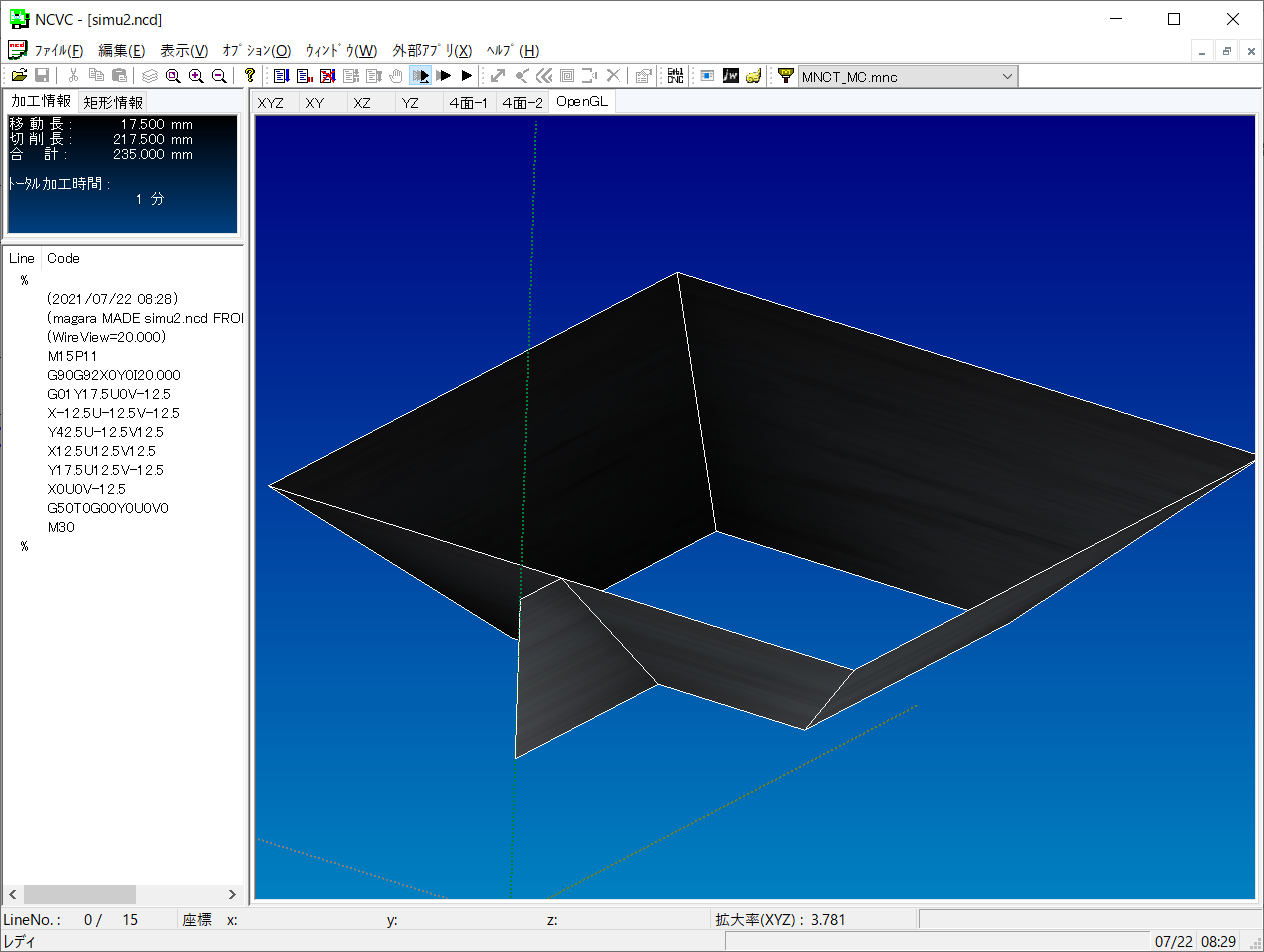 NCVC - [simu2.ncd]
ファイル(F) 編集(E) 表示(V) オプション(O) ウィンドウ(W) 外部アプリ(X) ヘルプ(H)
MNCT_MC.mnc
加工情報 矩形情報
XYZ XY XZ YZ 4面-1 4面-2 OpenGL
移動長: 17.500 mm
切削長: 217.500 mm
合 計: 235.000 mm
トータル加工時間:
1 分
Line Code
%
(2021/07/22 08:28)
(magara MADE simu2.ncd FROI
(WireView=20.000)
M15P11
G90G92X0Y0I20.000
G01Y17.5U0V-12.5
X-12.5U-12.5V-12.5
Y42.5U-12.5V12.5
X12.5U12.5V12.5
Y17.5U12.5V-12.5
X0U0V-12.5
G50T0G00Y0U0V0
M30
%
LineNo.: 0 / 15 座標 x: y: z: 拡大率(XYZ) : 3.781
レディ 07/22 08:29